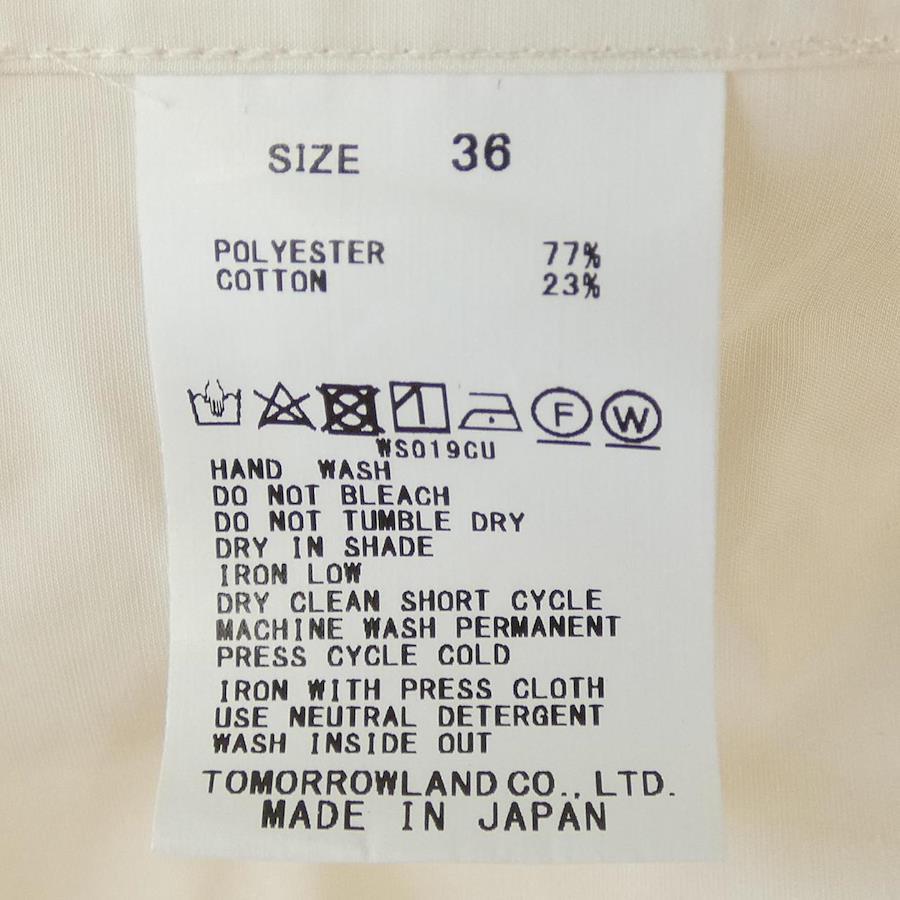 SIZE 36
POLYESTER 77%
COTTON 23%
F W
WS019CU
HAND WASH
DO NOT BLEACH
DO NOT TUMBLE DRY
DRY IN SHADE
IRON LOW
DRY CLEAN SHORT CYCLE
MACHINE WASH PERMANENT
PRESS CYCLE COLD
IRON WITH PRESS CLOTH
USE NEUTRAL DETERGENT
WASH INSIDE OUT
TOMORROWLAND CO., LTD.
MADE IN JAPAN